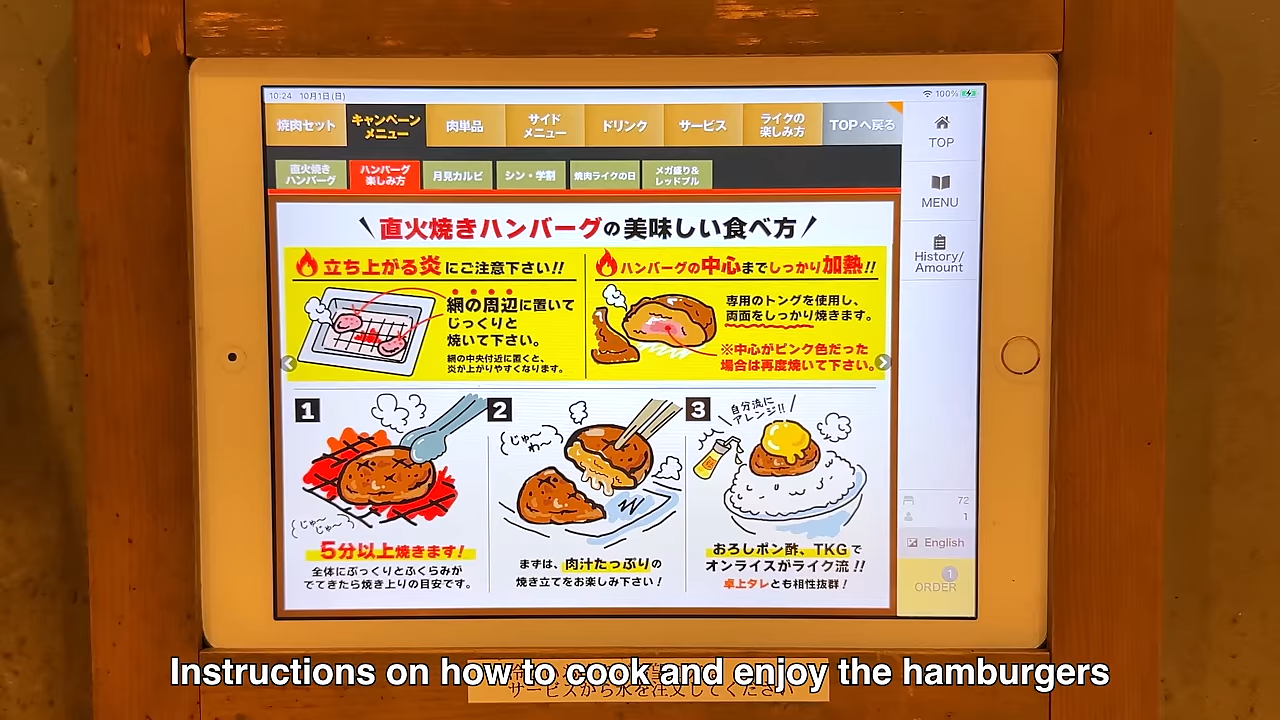 10:24 10月1日(日)
100%
焼肉セット
キャンペーン
メニュー
肉単品
サイド
メニュー
ドリンク
サービス
ライクの
楽しみ方
TOPへ戻る
直火焼き
ハンバーグ
ハンバーグ
楽しみ方
月見カルビ
シン・学割
焼肉ライクの日
メガ盛り&
レッドブル
TOP
MENU
History/
Amount
72
1
English
1
ORDER
直火焼きハンバーグの美味しい食べ方
立ち上がる炎にご注意下さい!!
網の周辺に置いて
じっくりと
焼いて下さい。
網の中央付近に置くと、
炎が上がりやすくなります。
ハンバーグの中心までしっかり加熱!!
専用のトングを使用し、
両面をしっかり焼きます。
※中心がピンク色だった
場合は再度焼いて下さい。
1
じゅ〜
じゅ〜
5分以上焼きます!
全体にぷっくりとふくらみが
でてきたら焼き上りの目安です。
2
じゅ〜
わ〜
まずは、肉汁たっぷりの
焼き立てをお楽しみ下さい!
3
自分流に
アレンジ!!
おろしポン酢、TKGで
オンライスがライク流!!
卓上タレとも相性抜群!
Instructions on how to cook and enjoy the hamburgers
サービスから水を注文してください